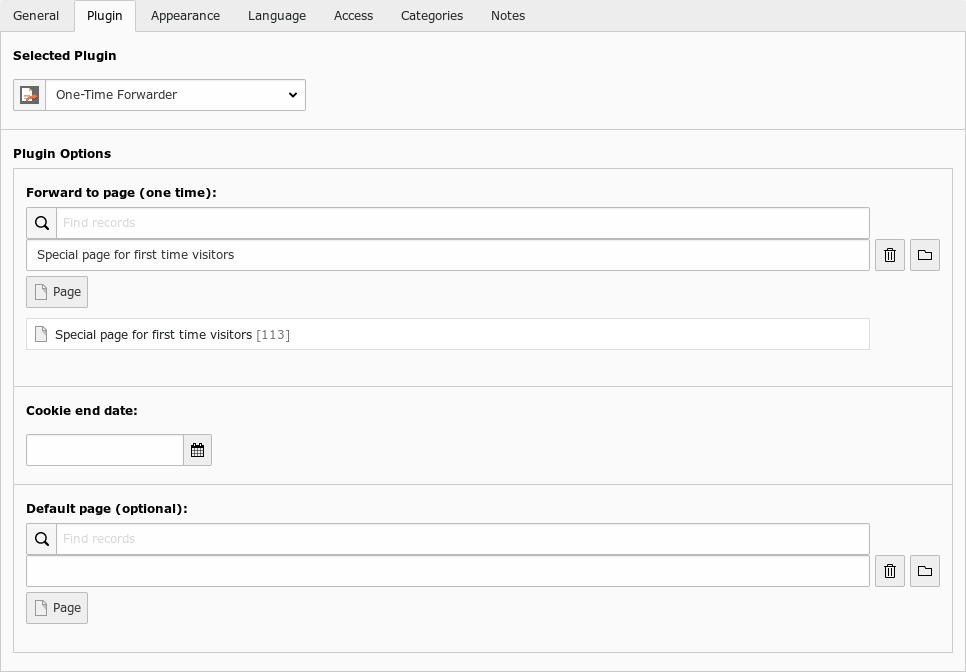 General Plugin Appearance Language Access Categories Notes
Selected Plugin
One-Time Forwarder
Plugin Options
Forward to page (one time):
Find records
Special page for first time visitors
Page
Special page for first time visitors [113]
Cookie end date:
Default page (optional):
Find records
Page